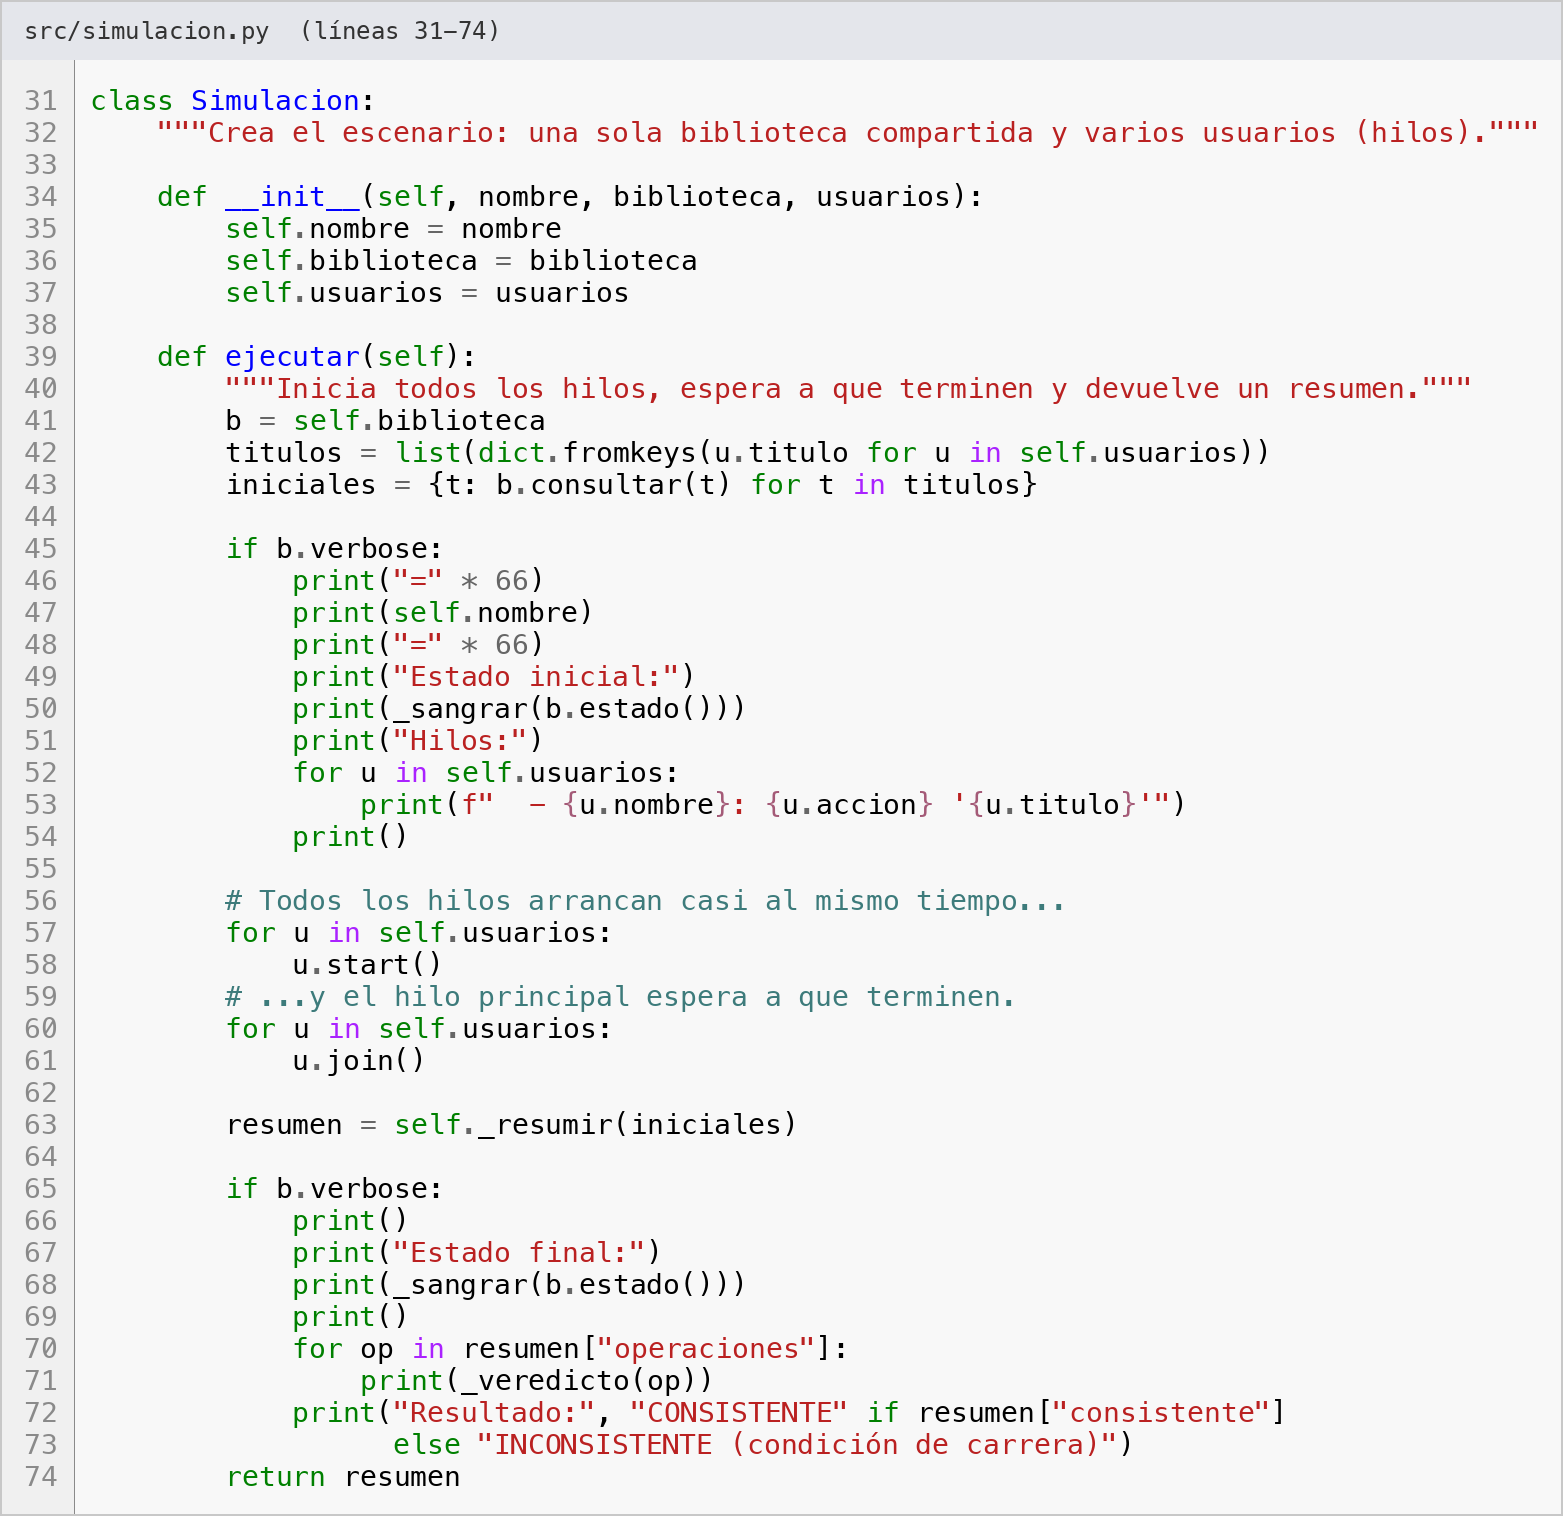 src/simulacion.py  (líneas 31–74)
31 class Simulacion:
32     """Crea el escenario: una sola biblioteca compartida y varios usuarios (hilos)."""
33
34     def __init__(self, nombre, biblioteca, usuarios):
35         self.nombre = nombre
36         self.biblioteca = biblioteca
37         self.usuarios = usuarios
38
39     def ejecutar(self):
40         """Inicia todos los hilos, espera a que terminen y devuelve un resumen."""
41         b = self.biblioteca
42         titulos = list(dict.fromkeys(u.titulo for u in self.usuarios))
43         iniciales = {t: b.consultar(t) for t in titulos}
44
45         if b.verbose:
46             print("=" * 66)
47             print(self.nombre)
48             print("=" * 66)
49             print("Estado inicial:")
50             print(_sangrar(b.estado()))
51             print("Hilos:")
52             for u in self.usuarios:
53                 print(f"  – {u.nombre}: {u.accion} '{u.titulo}'")
54             print()
55
56         # Todos los hilos arrancan casi al mismo tiempo...
57         for u in self.usuarios:
58             u.start()
59         # ...y el hilo principal espera a que terminen.
60         for u in self.usuarios:
61             u.join()
62
63         resumen = self._resumir(iniciales)
64
65         if b.verbose:
66             print()
67             print("Estado final:")
68             print(_sangrar(b.estado()))
69             print()
70             for op in resumen["operaciones"]:
71                 print(_veredicto(op))
72             print("Resultado:", "CONSISTENTE" if resumen["consistente"]
73                   else "INCONSISTENTE (condición de carrera)")
74         return resumen